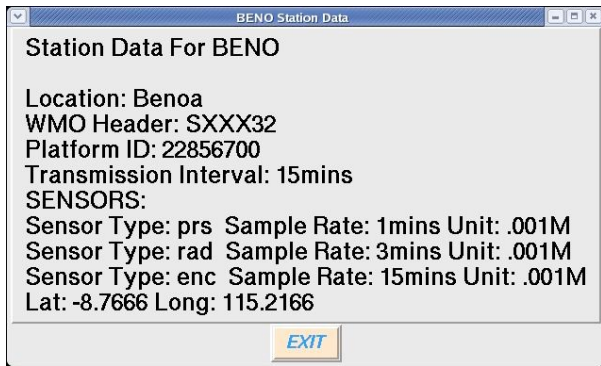 BENO Station Data
Station Data For BENO
Location: Benoa
WMO Header: SXXX32
Platform ID: 22856700
Transmission Interval: 15mins
SENSORS:
Sensor Type: prs  Sample Rate: 1mins Unit: .001M
Sensor Type: rad  Sample Rate: 3mins Unit: .001M
Sensor Type: enc  Sample Rate: 15mins Unit: .001M
Lat: -8.7666 Long: 115.2166
EXIT